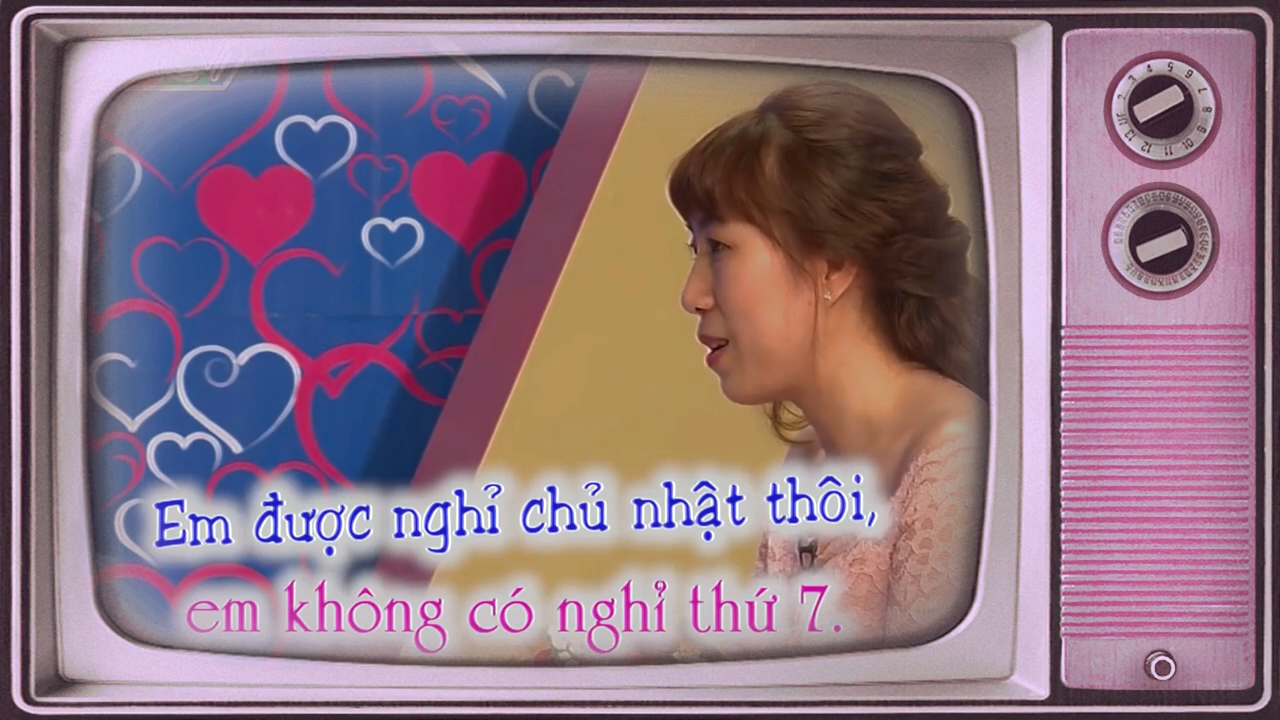 Em được nghỉ chủ nhật thôi,
em không có nghỉ thứ 7.